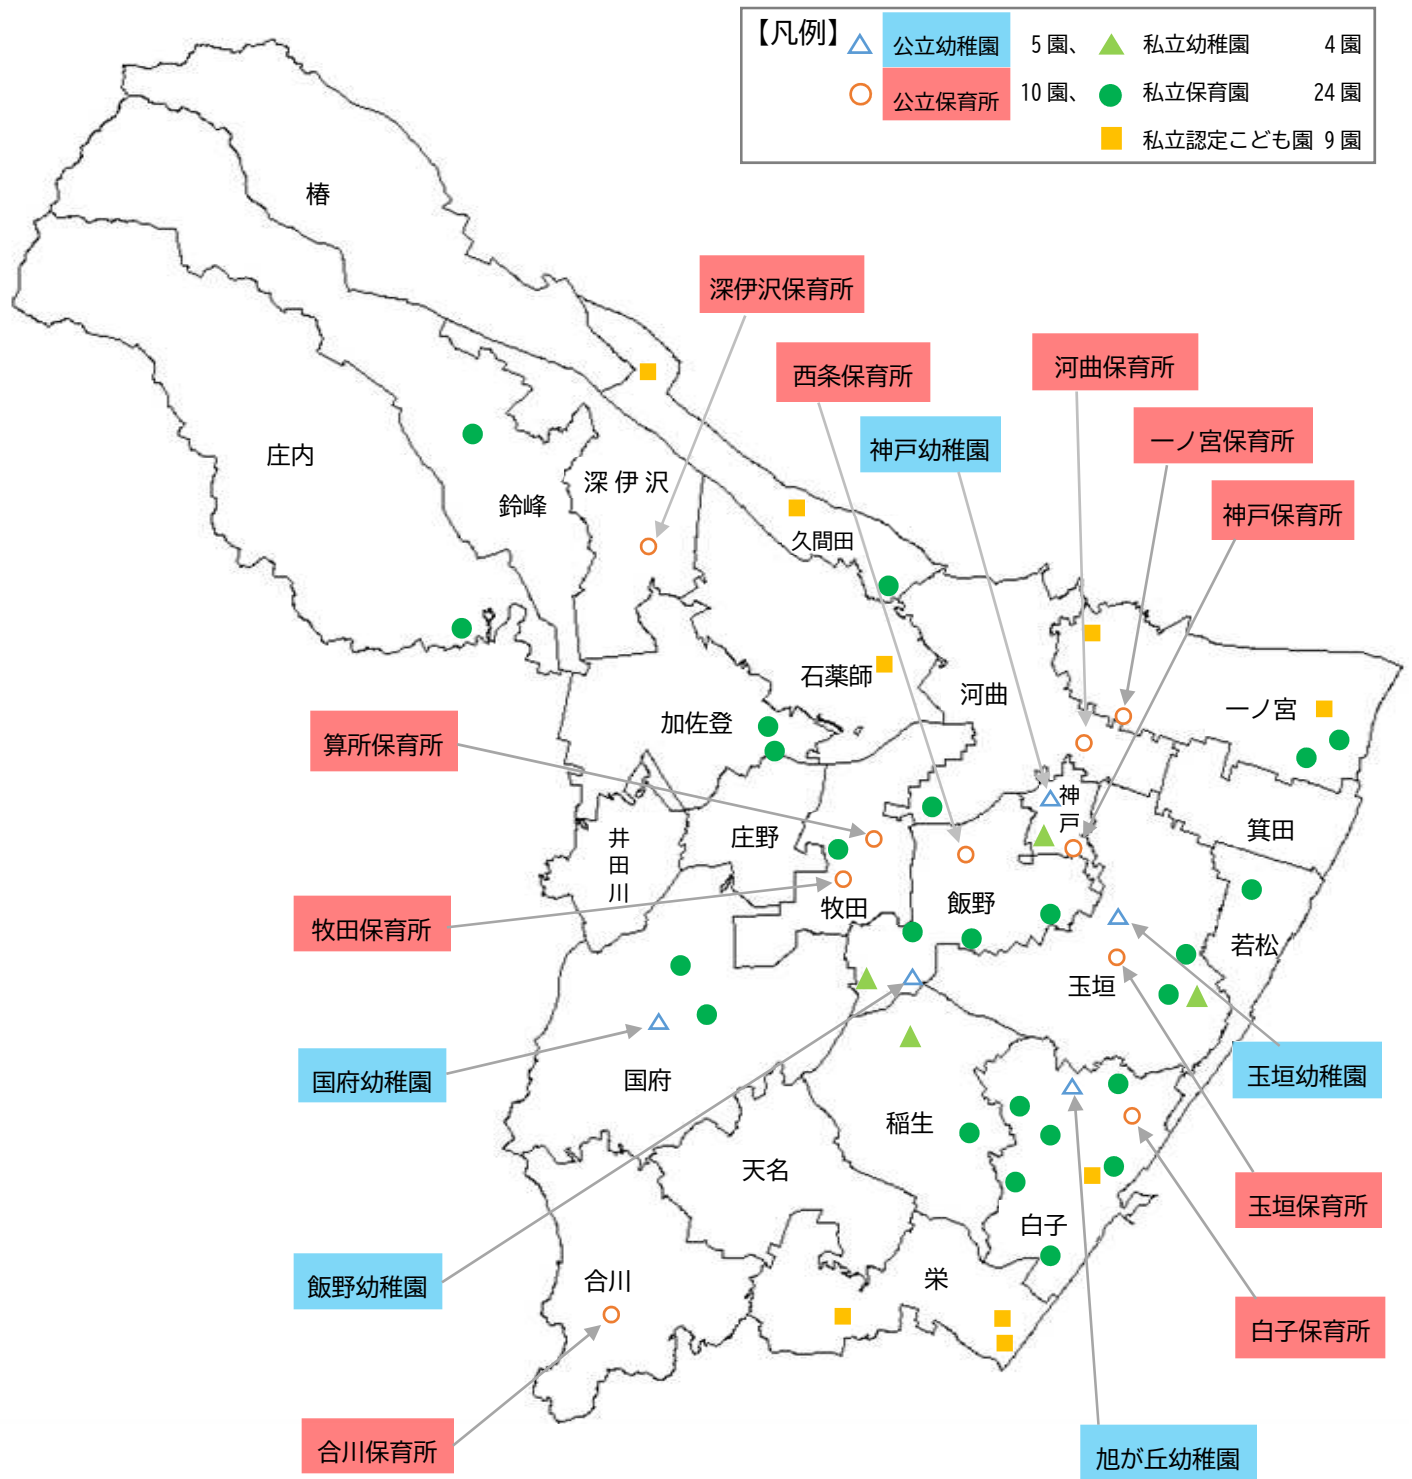 【凡例】
公立幼稚園 5園、 私立幼稚園 4園
公立保育所 10園、 私立保育園 24園
私立認定こども園 9園
椿
深伊沢保育所
西条保育所
河曲保育所
神戸幼稚園
一ノ宮保育所
庄内
鈴峰
深伊沢
神戸保育所
久間田
石薬師
河曲
一ノ宮
加佐登
算所保育所
神戸
井田川
庄野
箕田
牧田保育所
牧田
飯野
若松
玉垣
国府幼稚園
国府
玉垣幼稚園
稲生
天名
玉垣保育所
白子
飯野幼稚園
合川
栄
白子保育所
合川保育所
旭が丘幼稚園